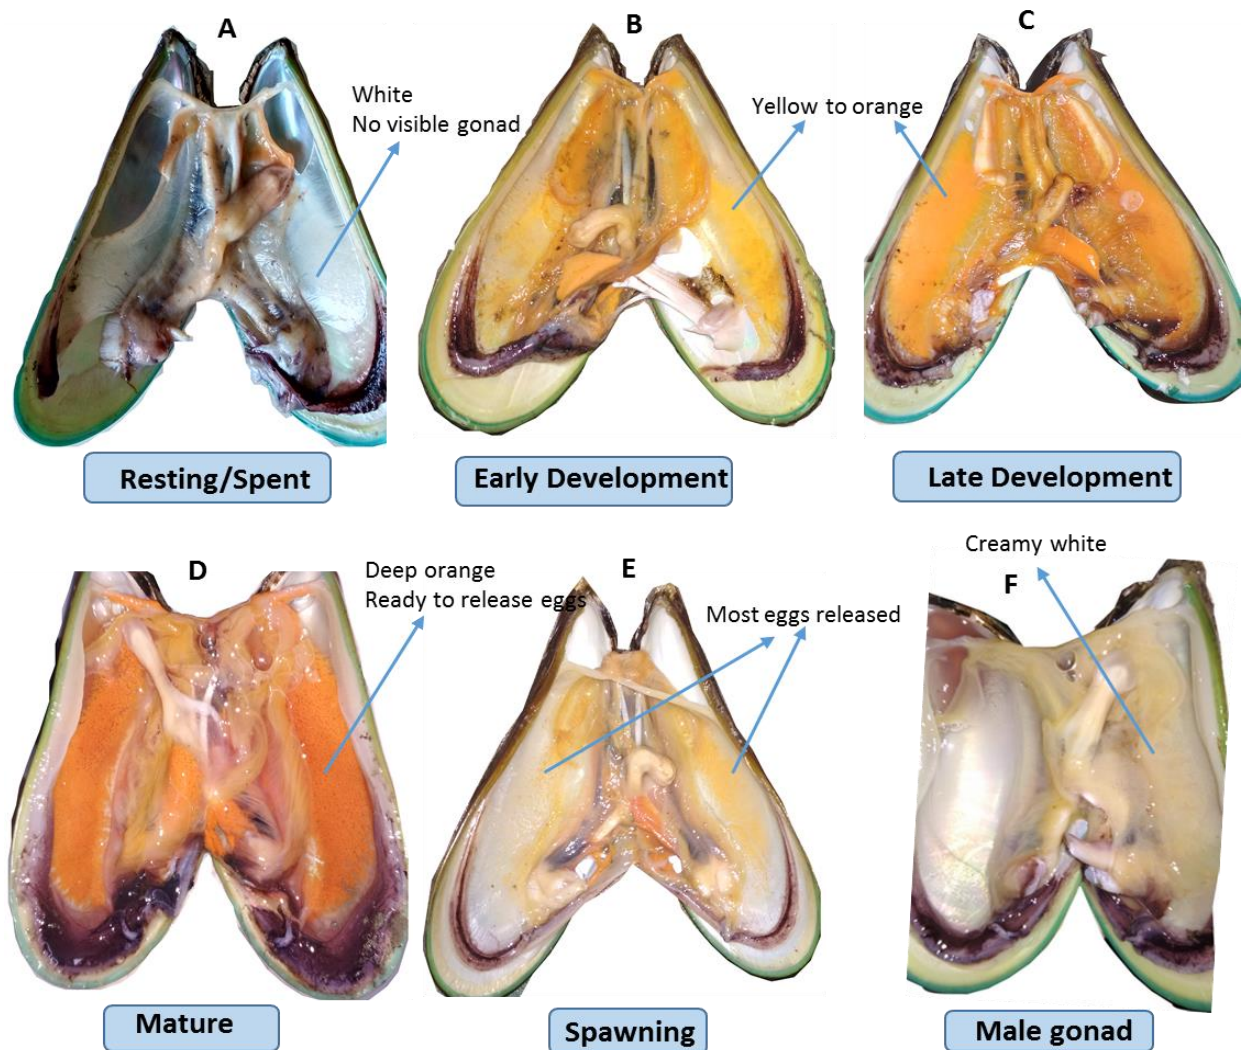 A
White
No visible gonad
Resting/Spent
B
Early Development
Yellow to orange
C
Late Development
D
Deep orange
Ready to release eggs
Mature
E
Most eggs released
Spawning
Creamy white
F
Male gonad